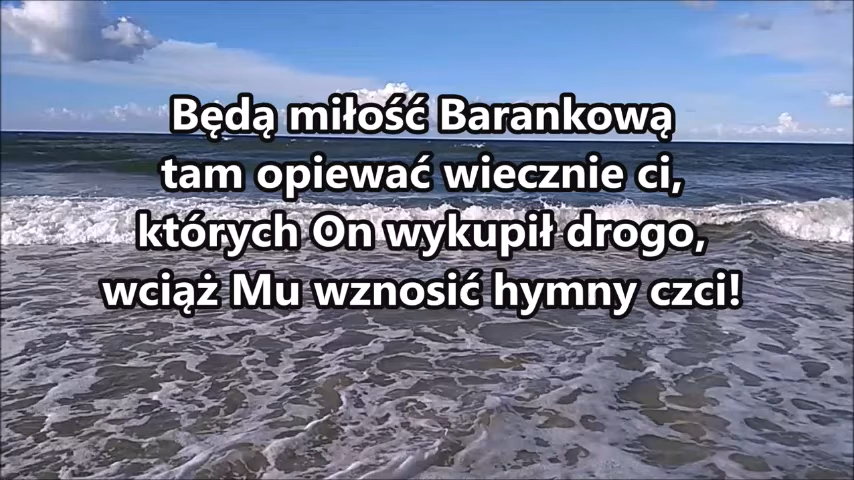 Będą miłość Barankową
tam opiewać wiecznie ci,
których On wykupił drogo,
wciąż Mu wznosić hymny czci!